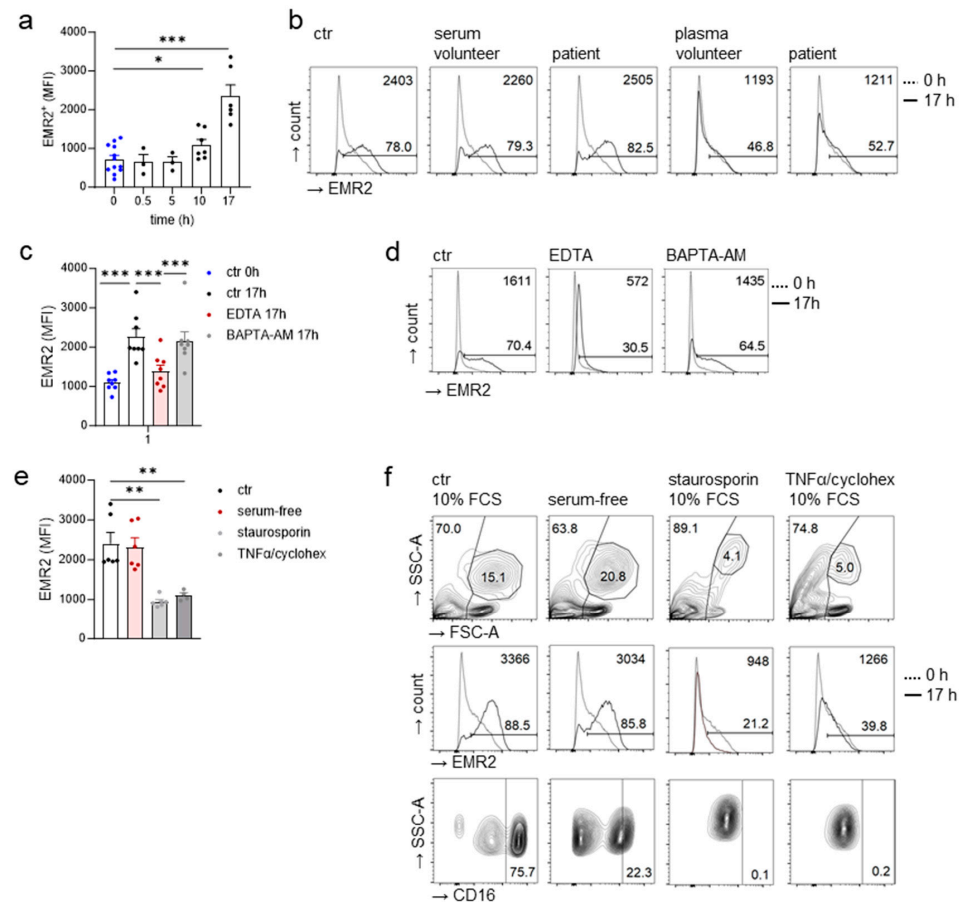 a
4000
3000
2000
1000
0
EMR2⁺ (MFI)
***
*
0 0.5 5 10 17
time (h)
b
ctr
serum
volunteer
patient
plasma
volunteer
patient
2403
78.0
2260
79.3
2505
82.5
1193
46.8
1211
52.7
→ count
→ EMR2
0 h
17 h
c
4000
3000
2000
1000
0
EMR2 (MFI)
*** *** ***
1
ctr 0h
ctr 17h
EDTA 17h
BAPTA-AM 17h
d
ctr
EDTA
BAPTA-AM
1611
70.4
572
30.5
1435
64.5
→ count
→ EMR2
0 h
17h
e
4000
3000
2000
1000
0
EMR2 (MFI)
**
**
ctr
serum-free
staurosporin
TNFα/cyclohex
f
ctr
10% FCS
serum-free
staurosporin
10% FCS
TNFα/cyclohex
10% FCS
70.0
15.1
63.8
20.8
89.1
4.1
74.8
5.0
→ SSC-A
→ FSC-A
3366
88.5
3034
85.8
948
21.2
1266
39.8
→ count
→ EMR2
0 h
17 h
75.7
22.3
0.1
0.2
→ SSC-A
→ CD16